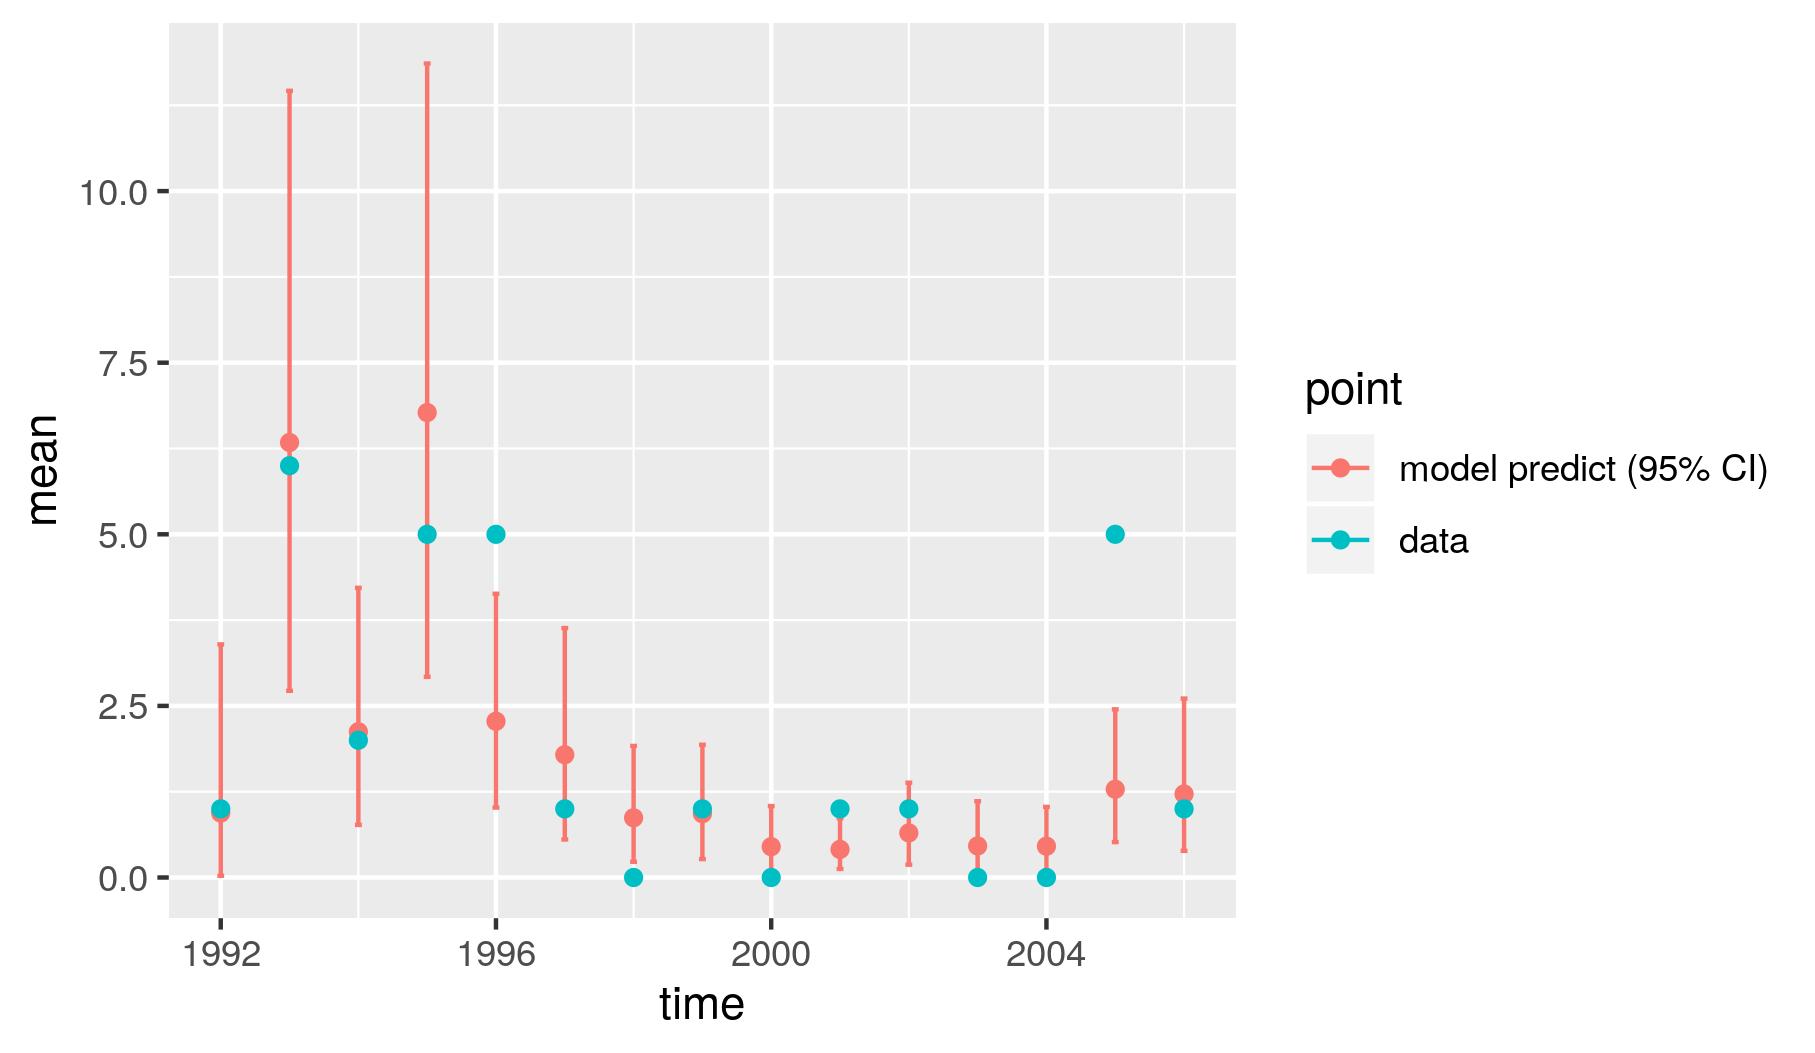 mean
10.0
7.5
5.0
2.5
0.0
1992 1996 2000 2004
time
point
model predict (95% CI)
data